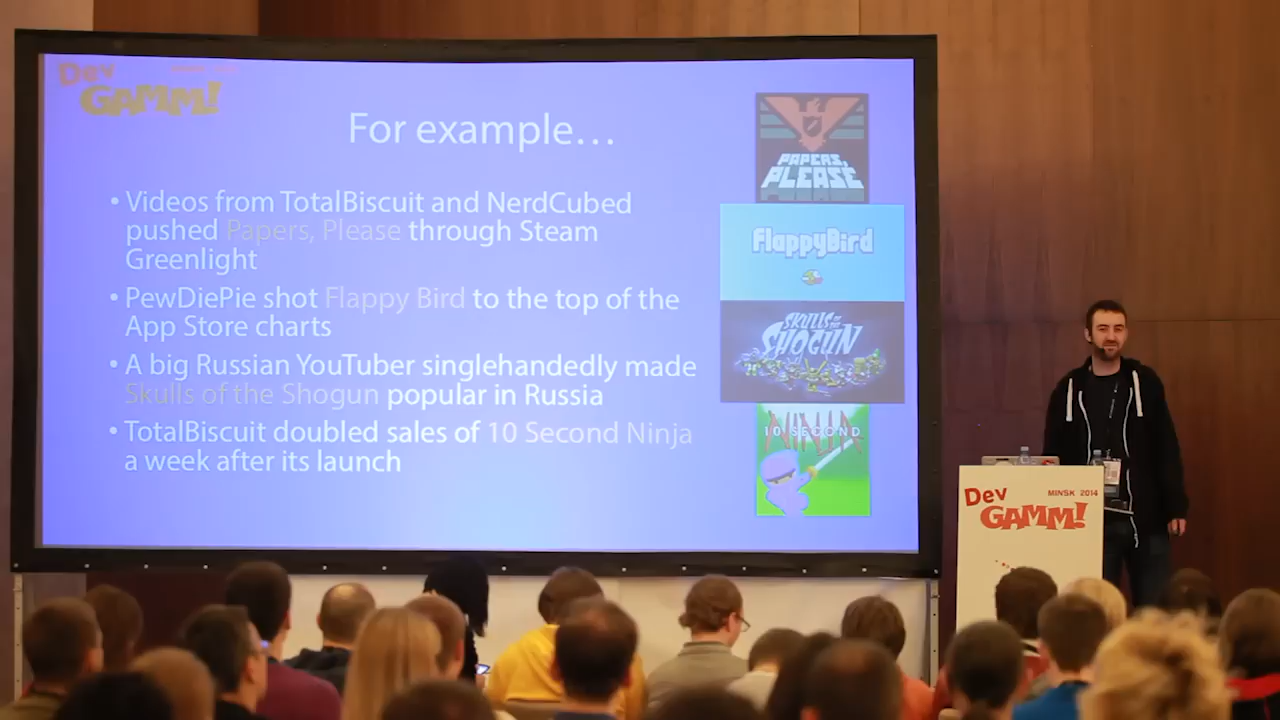 Dev
GAMM!
For example…
• Videos from TotalBiscuit and NerdCubed
pushed Papers, Please through Steam
Greenlight
• PewDiePie shot Flappy Bird to the top of the
App Store charts
• A big Russian YouTuber singlehandedly made
Skulls of the Shogun popular in Russia
• TotalBiscuit doubled sales of 10 Second Ninja
a week after its launch
PAPERS,
PLEASE
FlappyBird
SKULLS OF THE
SHOGUN
10 SECOND
NINJA
Dev
MINSK 2014
GAMM!